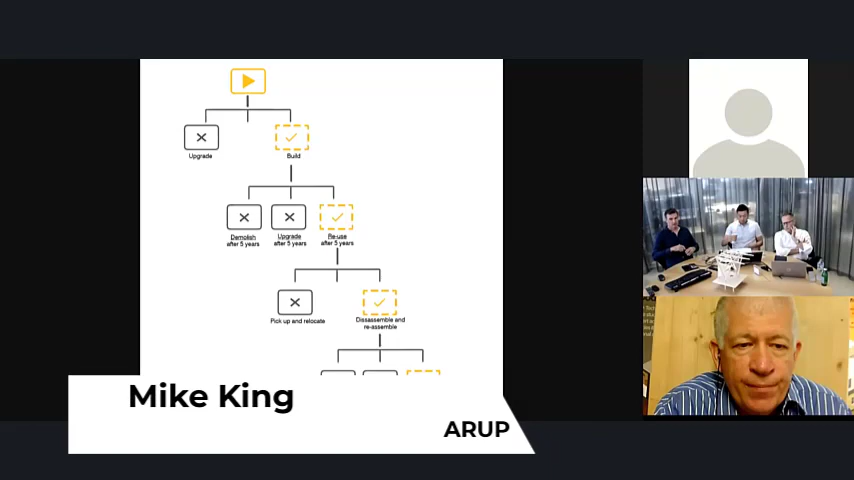 Upgrade
Build
Demolish
after 5 years
Upgrade
after 5 years
Re-use
after 5 years
Pick up and relocate
Dissassemble and
re-assemble
Mike King
ARUP